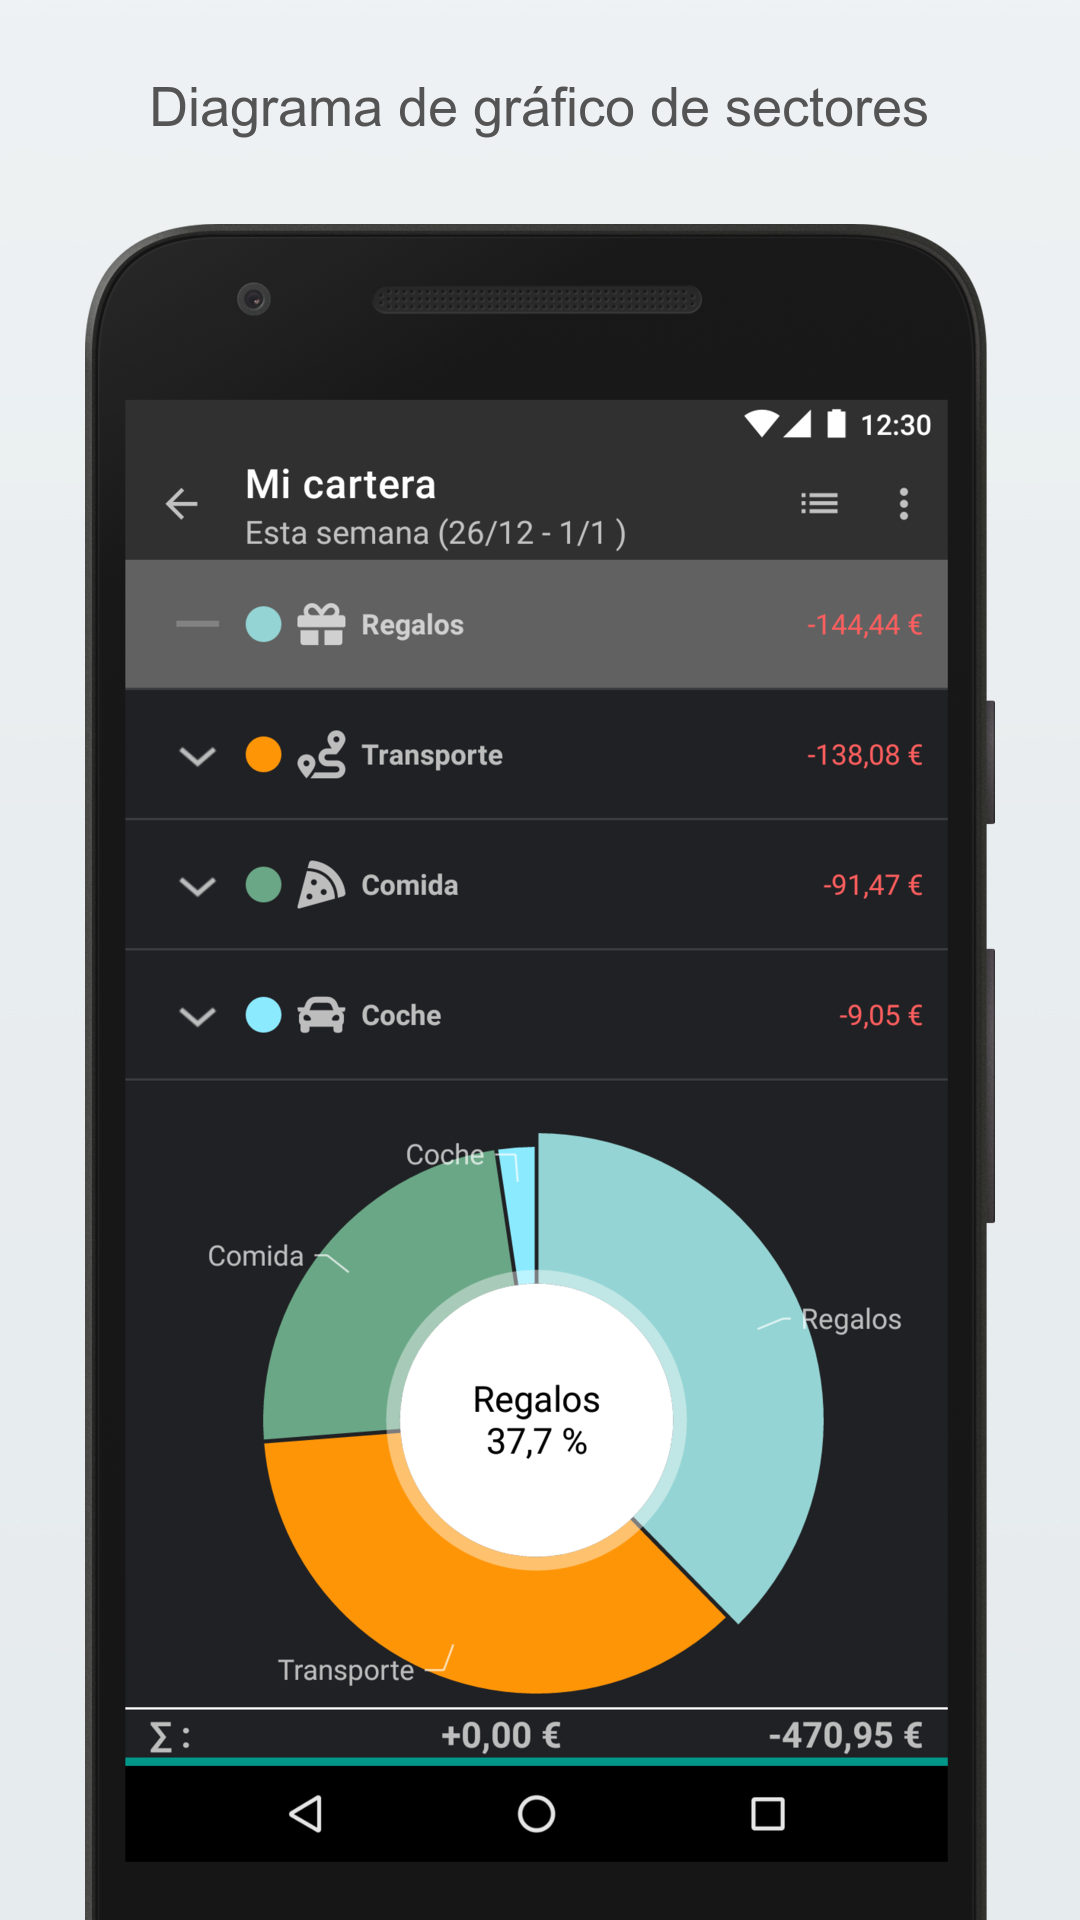 Diagrama de gráfico de sectores
12:30
Mi cartera
Esta semana (26/12 - 1/1 )
Regalos -144,44 €
Transporte -138,08 €
Comida -91,47 €
Coche -9,05 €
Coche
Comida
Regalos
Regalos
37,7 %
Transporte
Σ : +0,00 € -470,95 €